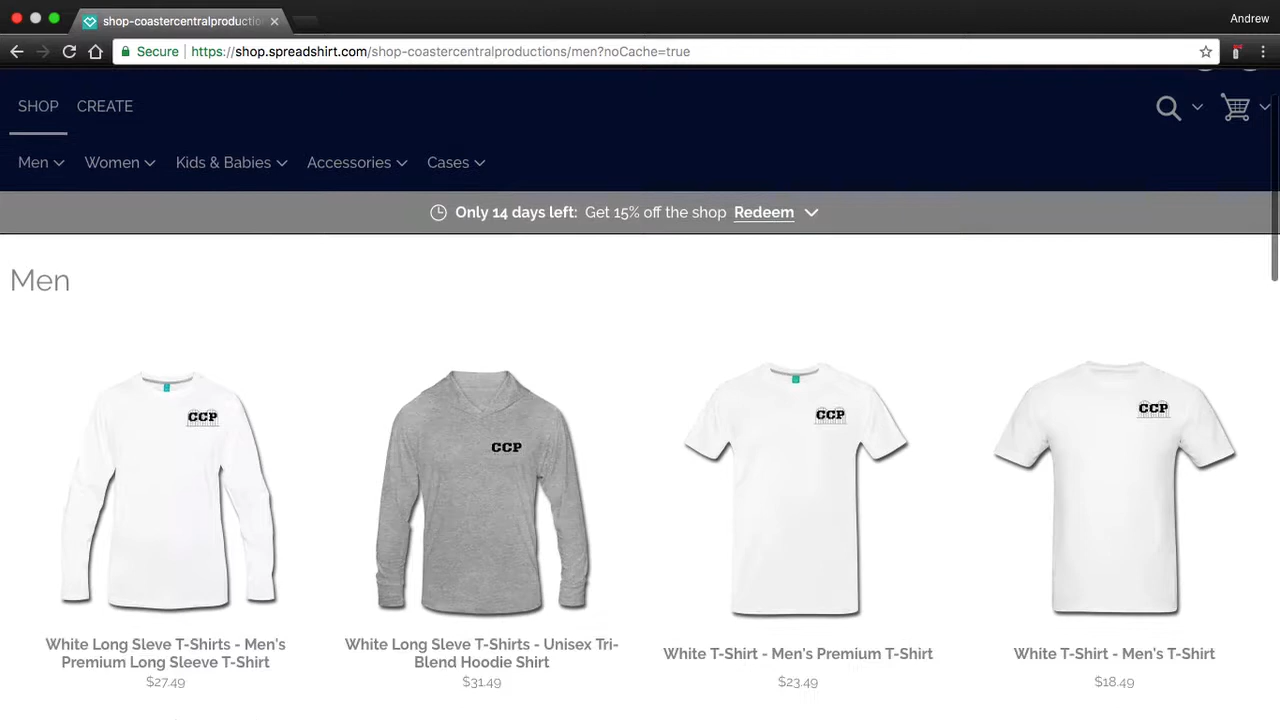 shop-coastercentralproductio
Andrew
Secure
https://shop.spreadshirt.com/shop-coastercentralproductions/men?noCache=true
SHOP CREATE
Men Women Kids & Babies Accessories Cases
Only 14 days left: Get 15% off the shop Redeem
Men
CCP CCP CCP CCP
White Long Sleve T-Shirts - Men's
Premium Long Sleeve T-Shirt
$27.49
White Long Sleve T-Shirts - Unisex Tri-
Blend Hoodie Shirt
$31.49
White T-Shirt - Men's Premium T-Shirt
$23.49
White T-Shirt - Men's T-Shirt
$18.49